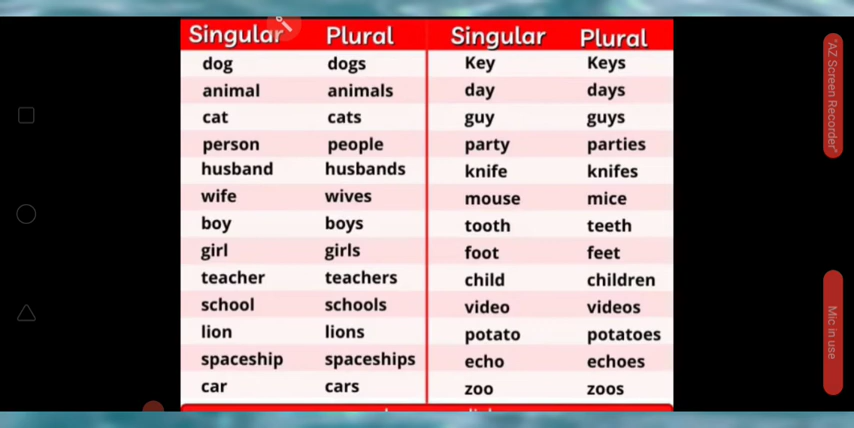 Singular Plural Singular Plural
dog dogs Key Keys
animal animals day days
cat cats guy guys
person people party parties
husband husbands knife knifes
wife wives mouse mice
boy boys tooth teeth
girl girls foot feet
teacher teachers child children
school schools video videos
lion lions potato potatoes
spaceship spaceships echo echoes
car cars zoo zoos
"AZ Screen Recorder"
Mic in use